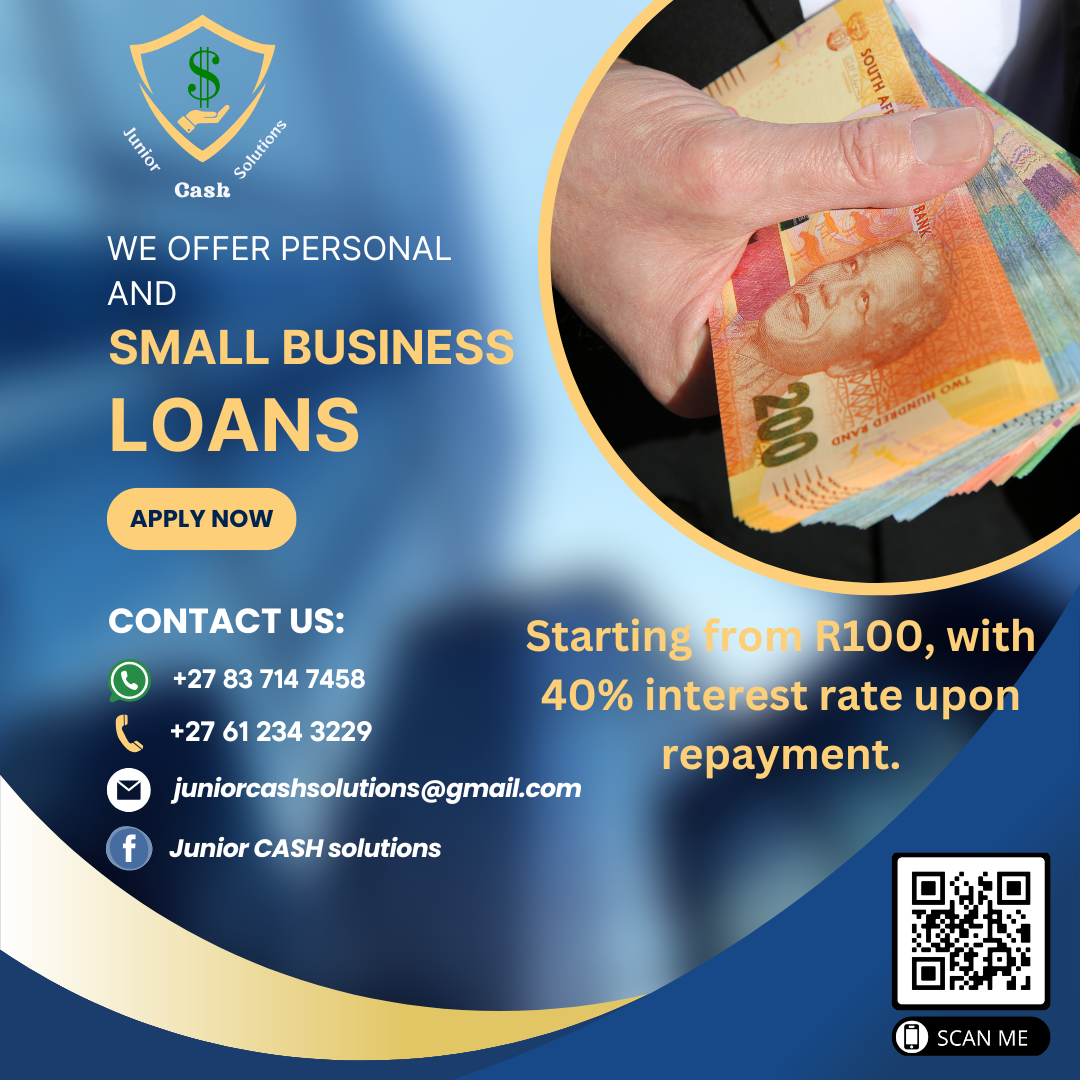 $
Junior
Cash
Solutions
WE OFFER PERSONAL
AND
SMALL BUSINESS
LOANS
APPLY NOW
SOUTH AFR
BANK
200
TWO HUNDRED RAND
CONTACT US:
+27 83 714 7458
+27 61 234 3229
juniorcashsolutions@gmail.com
f
Junior CASH solutions
Starting from R100, with
40% interest rate upon
repayment.
SCAN ME